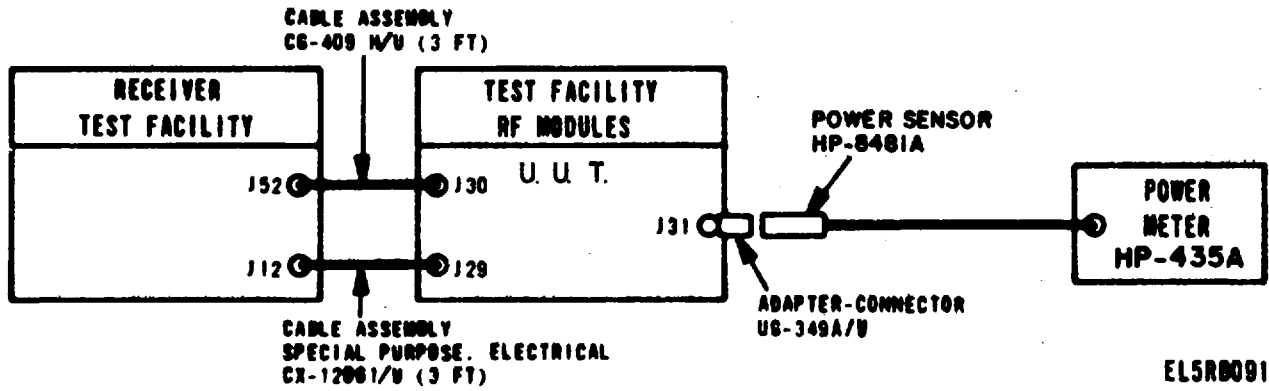 CABLE ASSEMBLY
CG-409 H/U (3 FT)
RECEIVER
TEST FACILITY
TEST FACILITY
RF MODULES
U. U. T.
POWER SENSOR
HP-8481A
J52
J30
J31
J12
J29
POWER
METER
HP-435A
ADAPTER-CONNECTOR
UG-349A/U
CABLE ASSEMBLY
SPECIAL PURPOSE. ELECTRICAL
CX-12061/U (3 FT)
EL5RB091